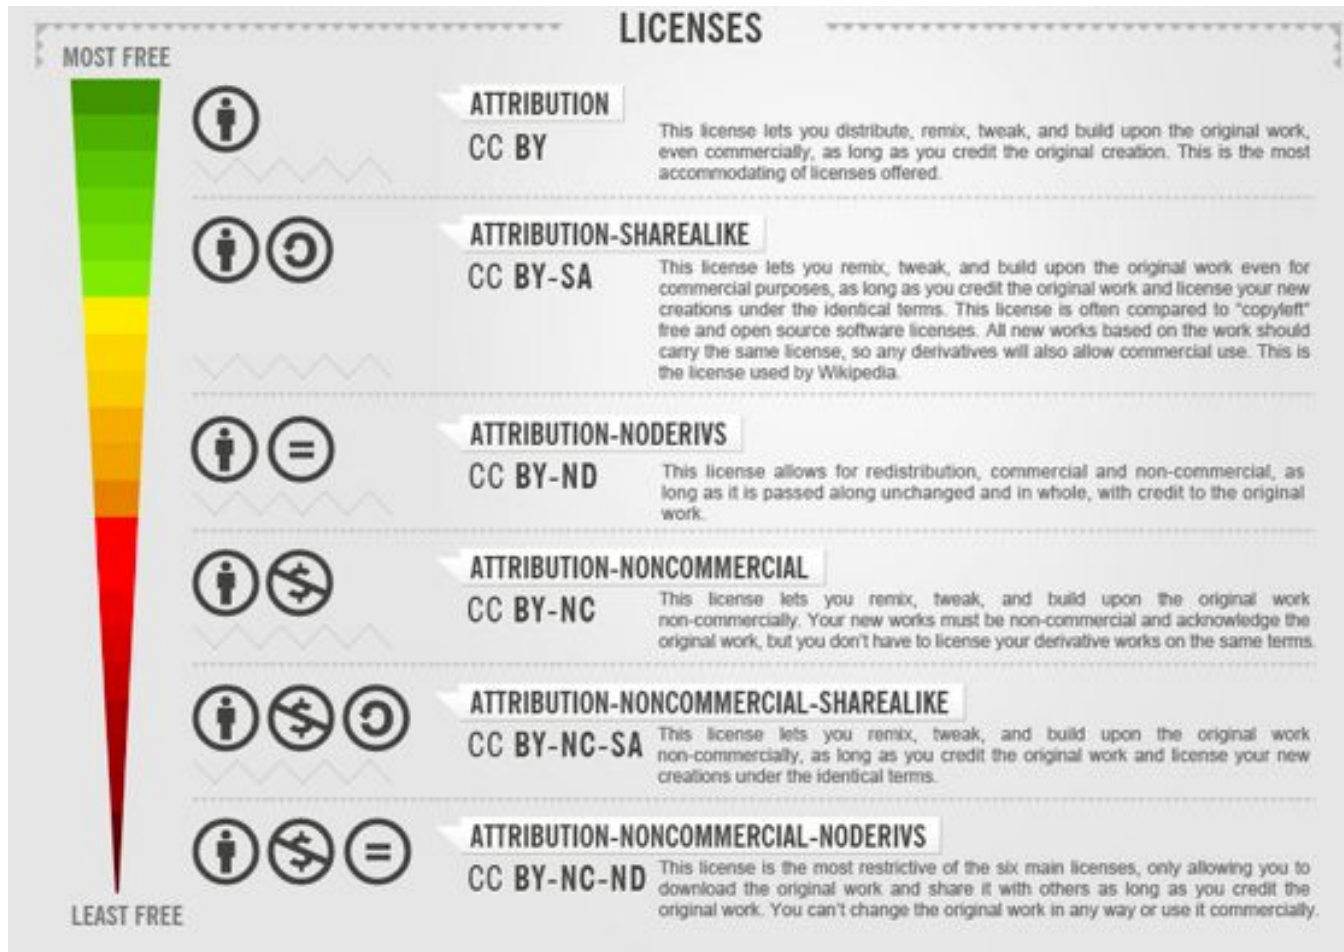 LICENSES
MOST FREE
ATTRIBUTION
CC BY
This license lets you distribute, remix, tweak, and build upon the original work,
even commercially, as long as you credit the original creation. This is the most
accommodating of licenses offered.
ATTRIBUTION-SHAREALIKE
CC BY-SA
This license lets you remix, tweak, and build upon the original work even for
commercial purposes, as long as you credit the original work and license your new
creations under the identical terms. This license is often compared to "copyleft"
free and open source software licenses. All new works based on the work should
carry the same license, so any derivatives will also allow commercial use. This is
the license used by Wikipedia.
ATTRIBUTION-NODERIVS
CC BY-ND
This license allows for redistribution, commercial and non-commercial, as
long as it is passed along unchanged and in whole, with credit to the original
work.
ATTRIBUTION-NONCOMMERCIAL
CC BY-NC
This license lets you remix, tweak, and build upon the original work
non-commercially. Your new works must be non-commercial and acknowledge the
original work, but you don't have to license your derivative works on the same terms.
ATTRIBUTION-NONCOMMERCIAL-SHAREALIKE
CC BY-NC-SA
This license lets you remix, tweak, and build upon the original work
non-commercially, as long as you credit the original work and license your new
creations under the identical terms.
ATTRIBUTION-NONCOMMERCIAL-NODERIVS
CC BY-NC-ND
This license is the most restrictive of the six main licenses, only allowing you to
download the original work and share it with others as long as you credit the
original work. You can't change the original work in any way or use it commercially.
LEAST FREE